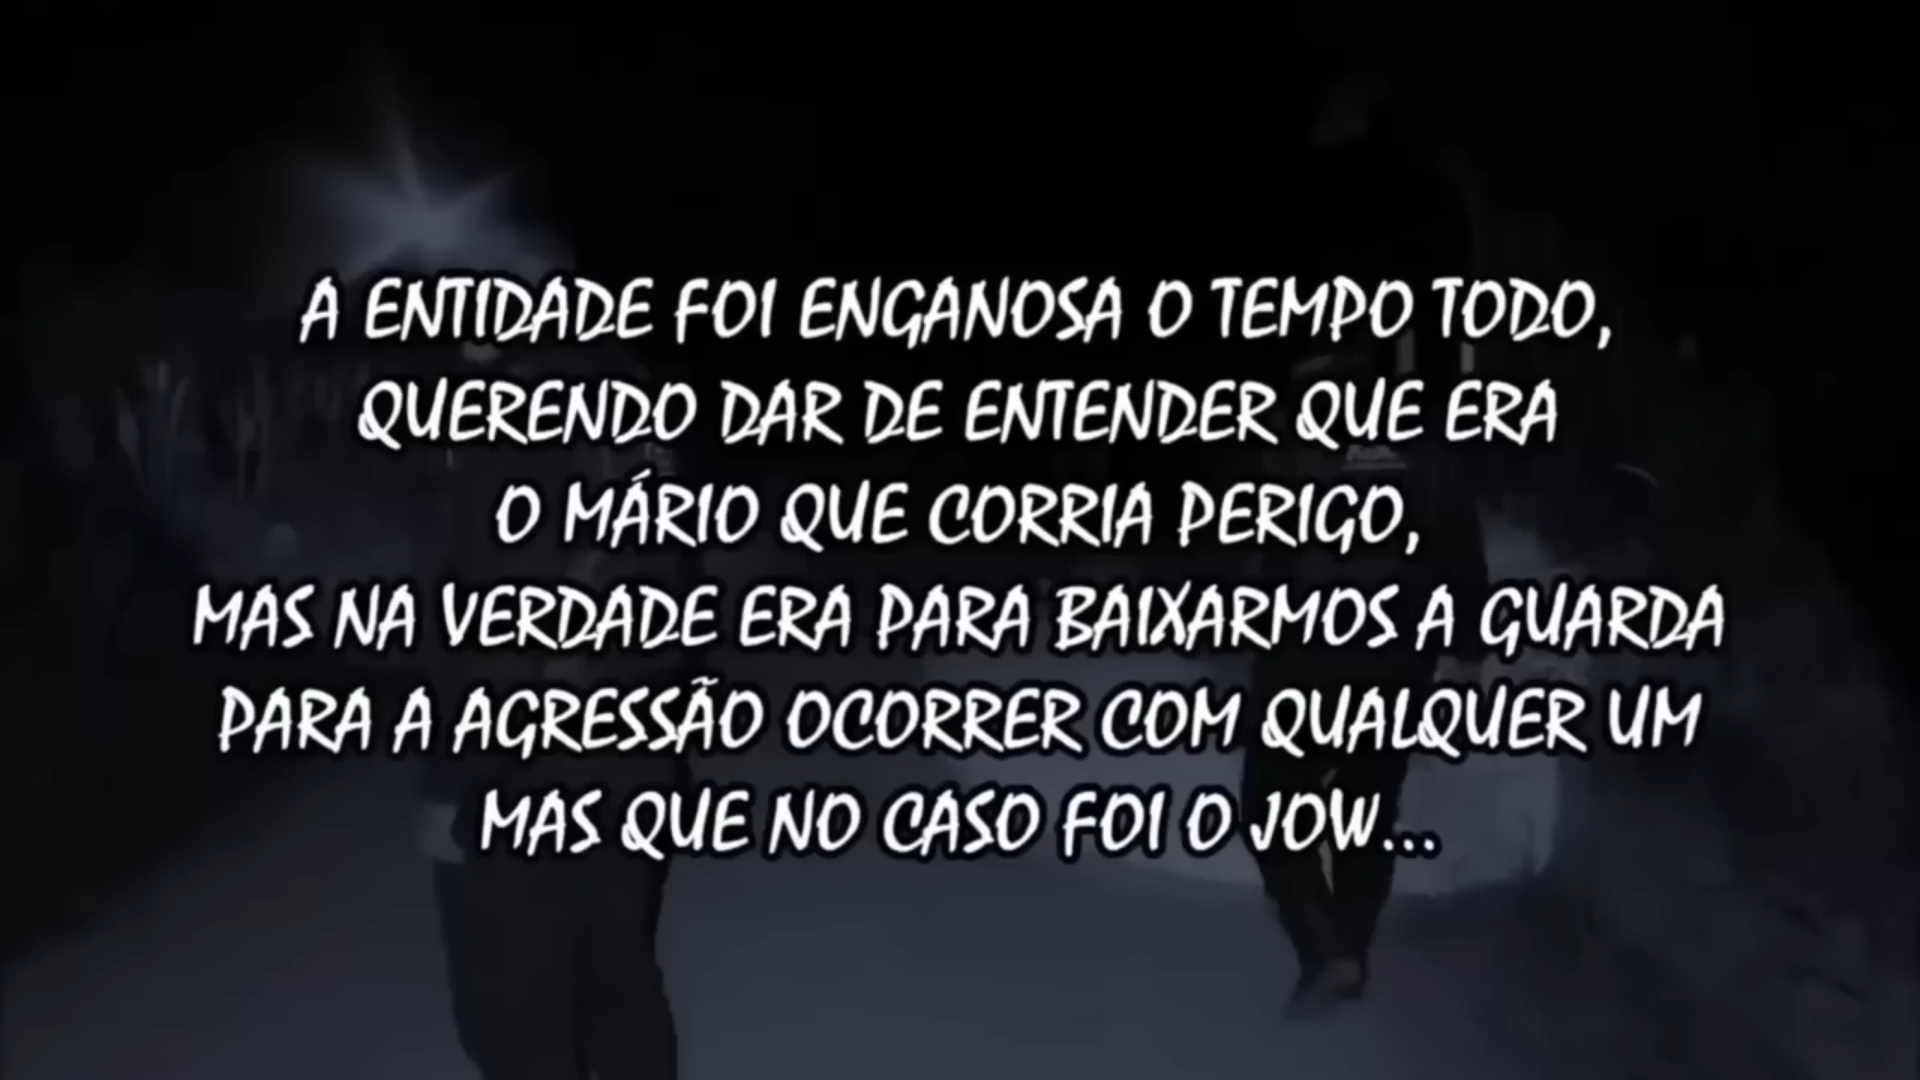 A ENTIDADE FOI ENGANOSA O TEMPO TODO,
QUERENDO DAR DE ENTENDER QUE ERA
O MÁRIO QUE CORRIA PERIGO,
MAS NA VERDADE ERA PARA BAIXARMOS A GUARDA
PARA A AGRESSÃO OCORRER COM QUALQUER UM
MAS QUE NO CASO FOI O JOW...